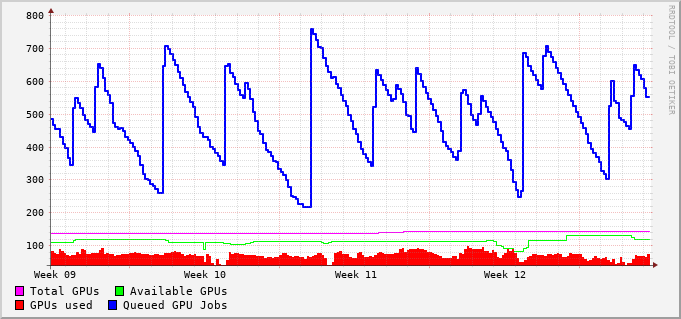 800
700
600
500
400
300
200
100
Week 09 Week 10 Week 11 Week 12
Total GPUs Available GPUs
GPUs used Queued GPU Jobs
RRDTOOL / TOBI OETIKER